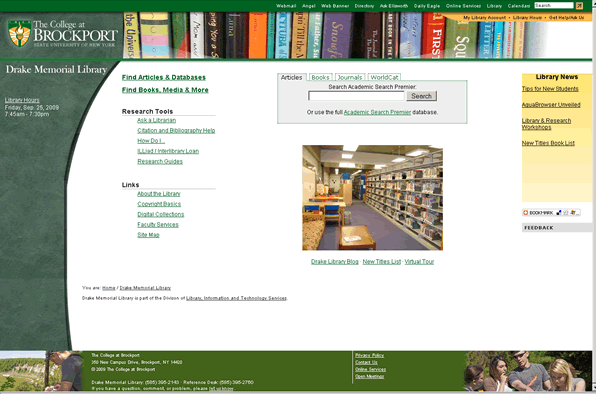 Webmail Angel Web Banner Directory Ask Ellsworth Daily Eagle Online Services Library Calendars Search
My Library Account • Library Hours • Get Help/Ask Us
The College at
BROCKPORT
STATE UNIVERSITY OF NEW YORK
Drake Memorial Library
Library Hours
Friday, Sep. 25, 2009
7:45am - 7:30pm
Find Articles & Databases
Find Books, Media & More
Research Tools
Ask a Librarian
Citation and Bibliography Help
How Do I...
ILLiad / Interlibrary Loan
Research Guides
Links
About the Library
Copyright Basics
Digital Collections
Faculty Services
Site Map
Articles Books Journals WorldCat
Search Academic Search Premier.
Search
Or use the full Academic Search Premier database.
Drake Library Blog · New Titles List · Virtual Tour
Library News
Tips for New Students
AquaBrowser Unveiled
Library & Research
Workshops
New Titles Book List
BOOKMARK
FEEDBACK
You are: Home / Drake Memorial Library
Drake Memorial Library is part of the Division of Library, Information and Technology Services.
The College at Brockport
350 New Campus Drive, Brockport, NY 14420
© 2009 The College at Brockport
Drake Memorial Library: (585) 395-2143 · Reference Desk: (585) 395-2760
If you have a question, comment, or problem, please let us know!
Privacy Policy
Contact Us
Online Services
Open Meetings